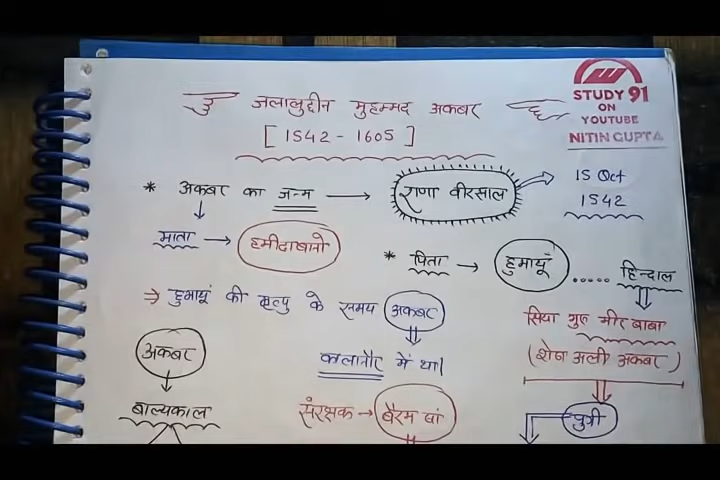 जलालुद्दीन मुहम्मद अकबर
[ 1542 - 1605 ]
STUDY 91
ON
YOUTUBE
NITIN GUPTA
* अकबर का जन्म → राणा वीरसाल
15 Oct
1542
माता → हमीदाबानो
* पिता → हुमायूं ..... हिन्दाल
⇒ हुमायूं की मृत्यु के समय अकबर
कलानौर में था।
सिया गुरु मीर बाबा
(शेख अली अकबर)
अकबर
बाल्यकाल
संरक्षक → बैरम खां
पुत्री